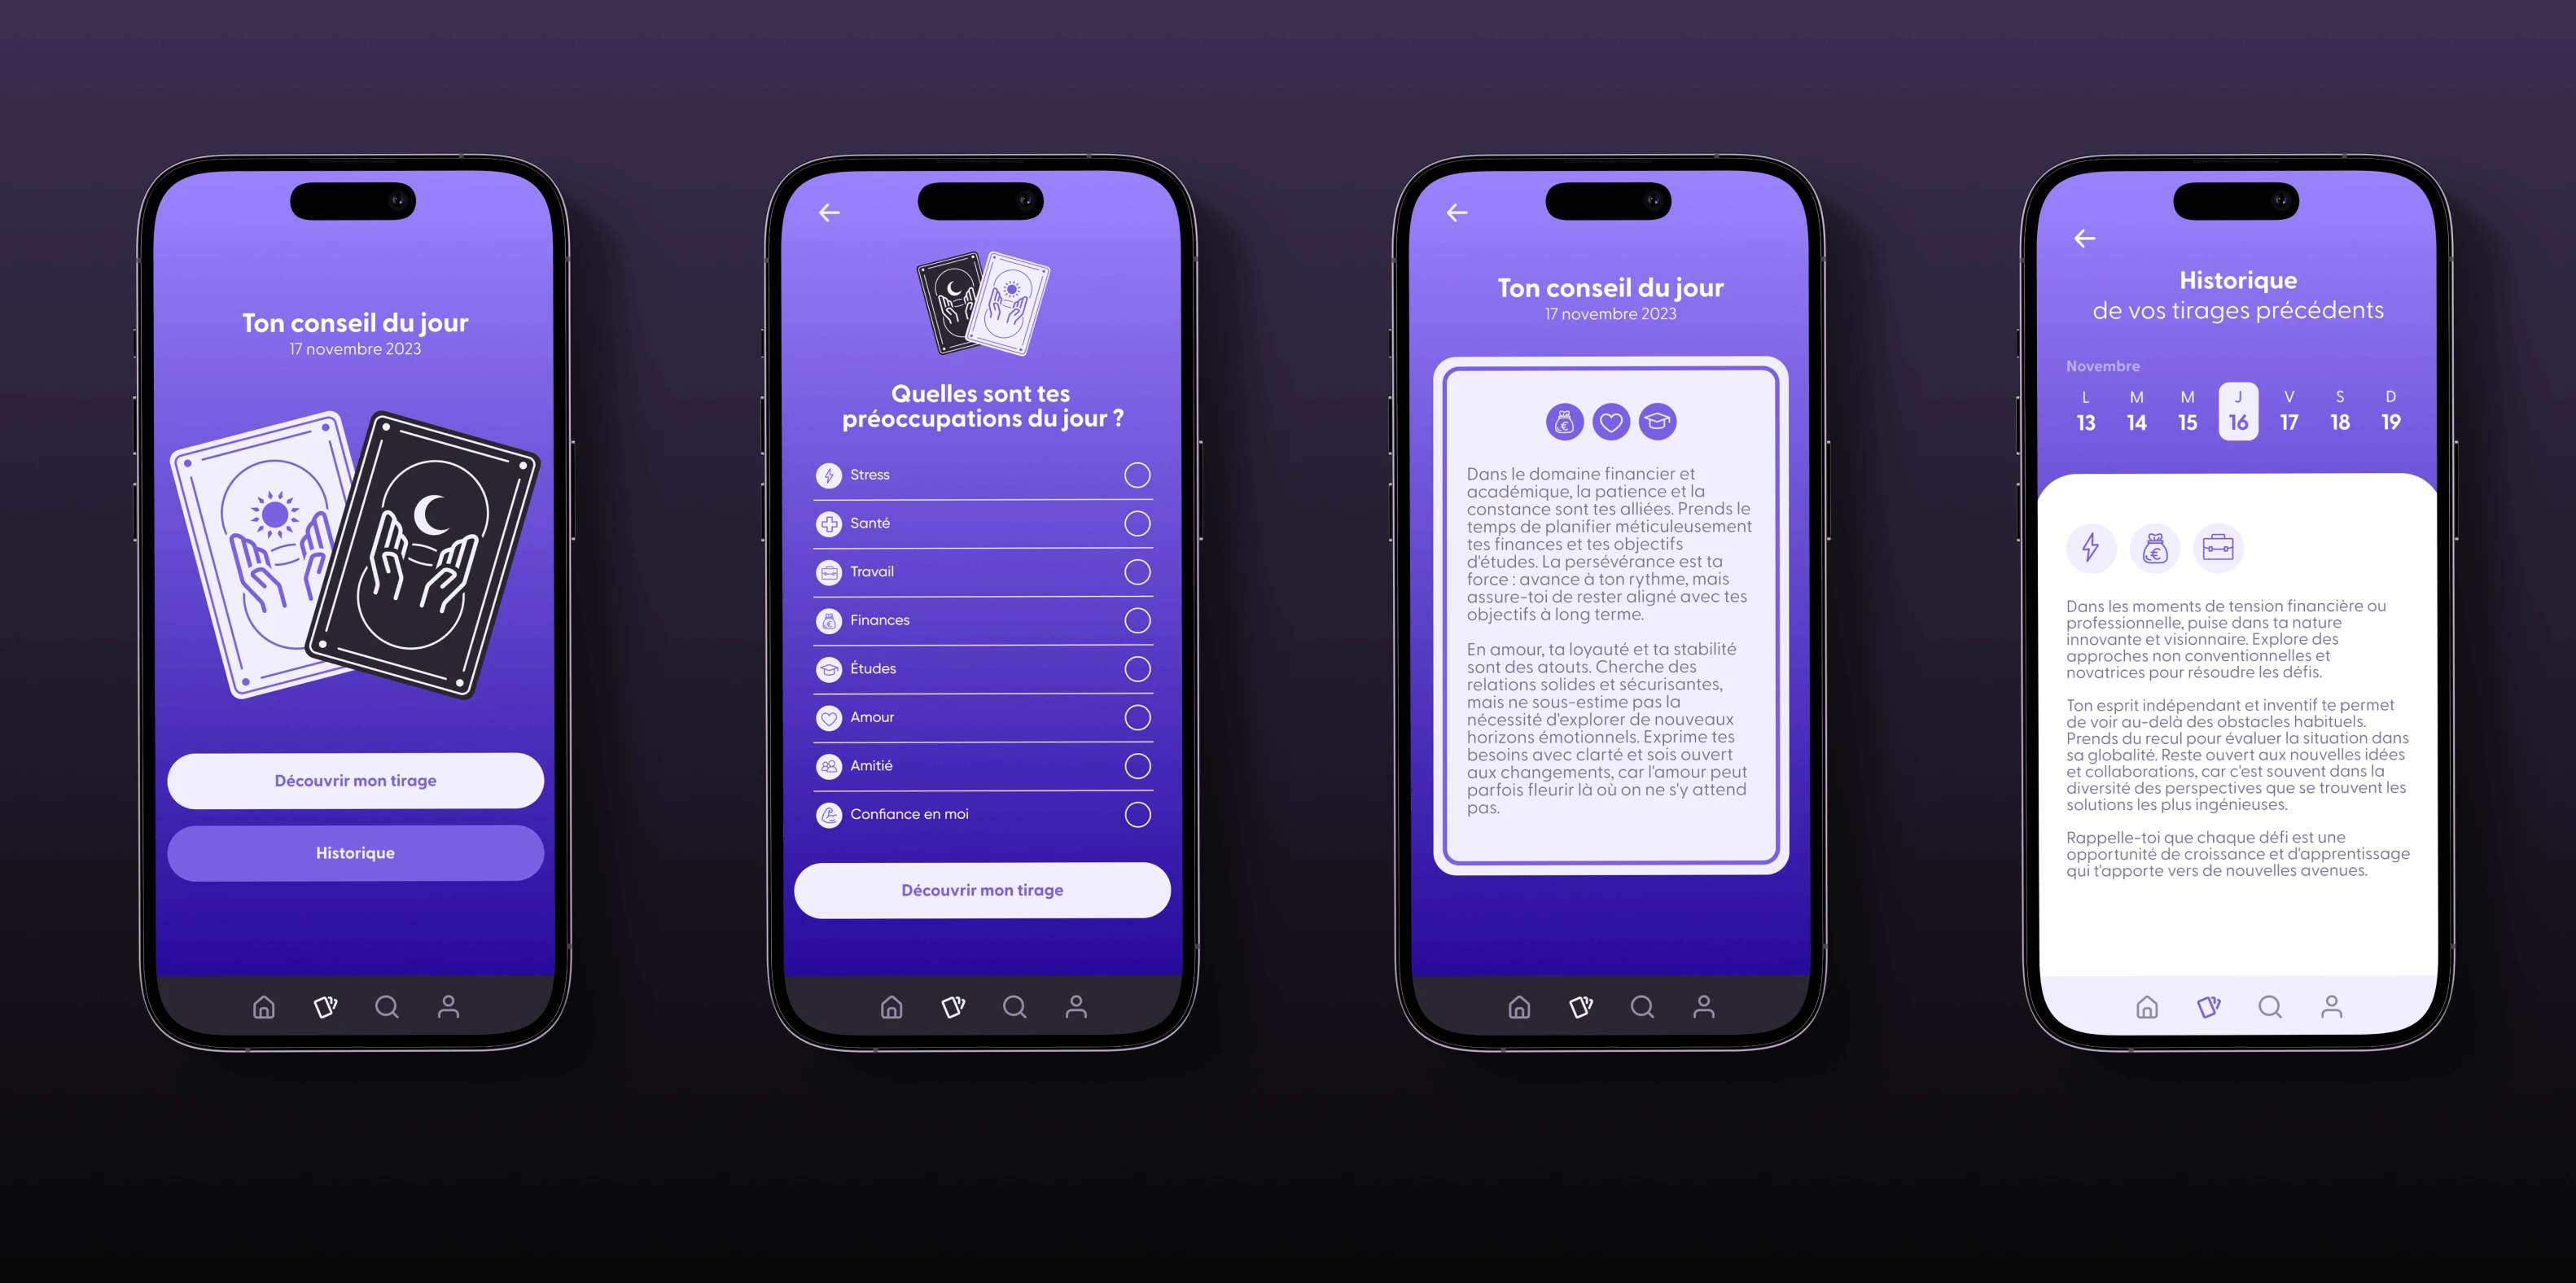 Ton conseil du jour
17 novembre 2023
Découvrir mon tirage
Historique
Quelles sont tes
préoccupations du jour ?
Stress
Santé
Travail
Finances
Études
Amour
Amitié
Confiance en moi
Découvrir mon tirage
Ton conseil du jour
17 novembre 2023
€
Dans le domaine financier et
académique, la patience et la
constance sont tes alliées. Prends le
temps de planifier méticuleusement
tes finances et tes objectifs
d'études. La persévérance est ta
force : avance à ton rythme, mais
assure-toi de rester aligné avec tes
objectifs à long terme.
En amour, ta loyauté et ta stabilité
sont des atouts. Cherche des
relations solides et sécurisantes,
mais ne sous-estime pas la
nécessité d'explorer de nouveaux
horizons émotionnels. Exprime tes
besoins avec clarté et sois ouvert
aux changements, car l'amour peut
parfois fleurir là où on ne s'y attend
pas.
Historique
de vos tirages précédents
Novembre
L M M J V S D
13 14 15 16 17 18 19
€
Dans les moments de tension financière ou
professionnelle, puise dans ta nature
innovante et visionnaire. Explore des
approches non conventionnelles et
novatrices pour résoudre les défis.
Ton esprit indépendant et inventif te permet
de voir au-delà des obstacles habituels.
Prends du recul pour évaluer la situation dans
sa globalité. Reste ouvert aux nouvelles idées
et collaborations, car c'est souvent dans la
diversité des perspectives que se trouvent les
solutions les plus ingénieuses.
Rappelle-toi que chaque défi est une
opportunité de croissance et d'apprentissage
qui t'apporte vers de nouvelles avenues.